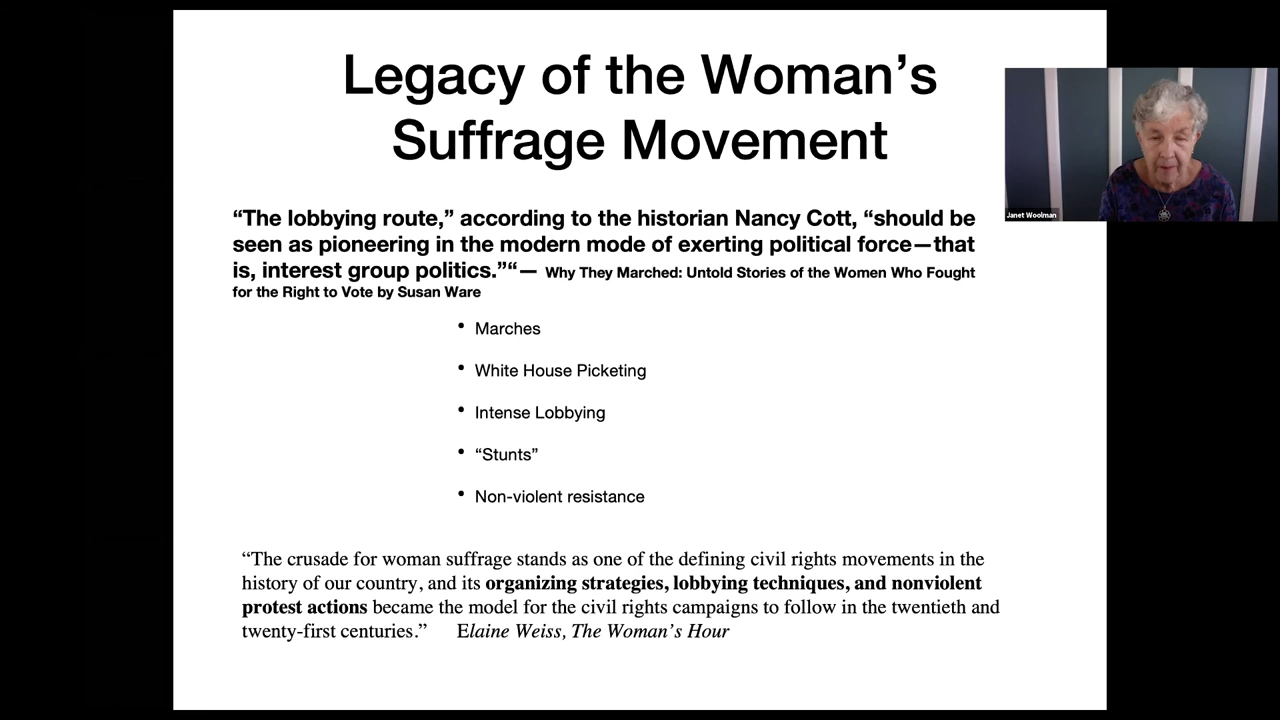 Legacy of the Woman’s
Suffrage Movement
“The lobbying route,” according to the historian Nancy Cott, “should be
seen as pioneering in the modern mode of exerting political force—that
is, interest group politics.”“— Why They Marched: Untold Stories of the Women Who Fought
for the Right to Vote by Susan Ware
• Marches
• White House Picketing
• Intense Lobbying
• “Stunts”
• Non-violent resistance
“The crusade for woman suffrage stands as one of the defining civil rights movements in the
history of our country, and its organizing strategies, lobbying techniques, and nonviolent
protest actions became the model for the civil rights campaigns to follow in the twentieth and
twenty-first centuries.” Elaine Weiss, The Woman’s Hour
Janet Woolman